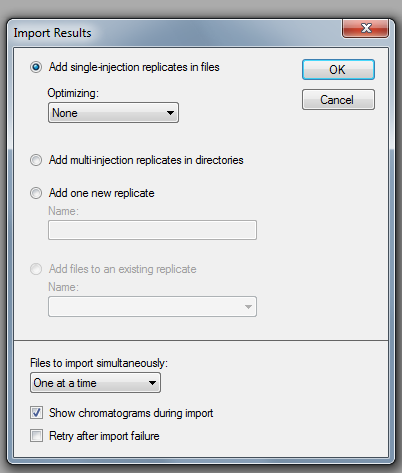 Import Results
Add single-injection replicates in files
OK
Optimizing:
Cancel
None
Add multi-injection replicates in directories
Add one new replicate
Name:
Add files to an existing replicate
Name:
Files to import simultaneously:
One at a time
Show chromatograms during import
Retry after import failure